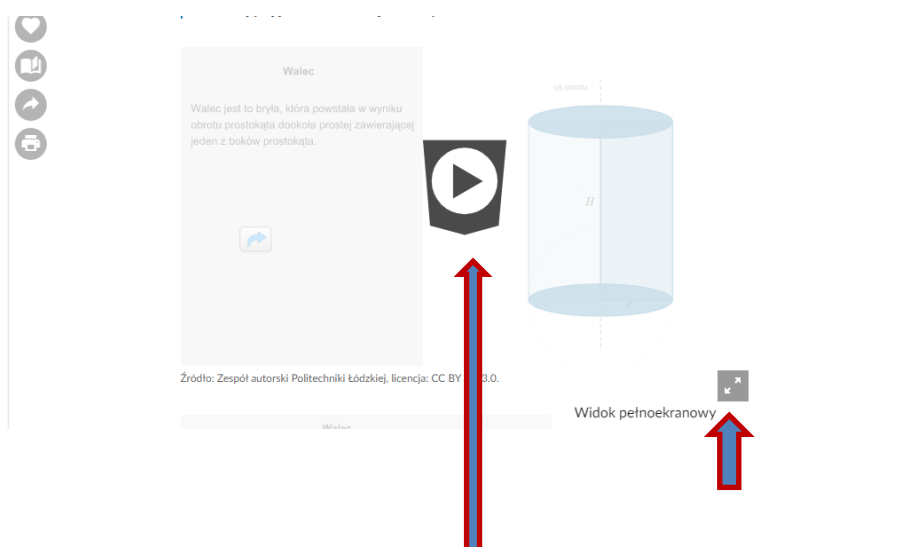 Walec
Walec jest to bryła, która powstała w wyniku
obrotu prostokąta dookoła prostej zawierającej
jeden z boków prostokąta.
oś obrotu
H
r
Źródło: Zespół autorski Politechniki Łódzkiej, licencja: CC BY 3.0.
Widok pełnoekranowy
Walec